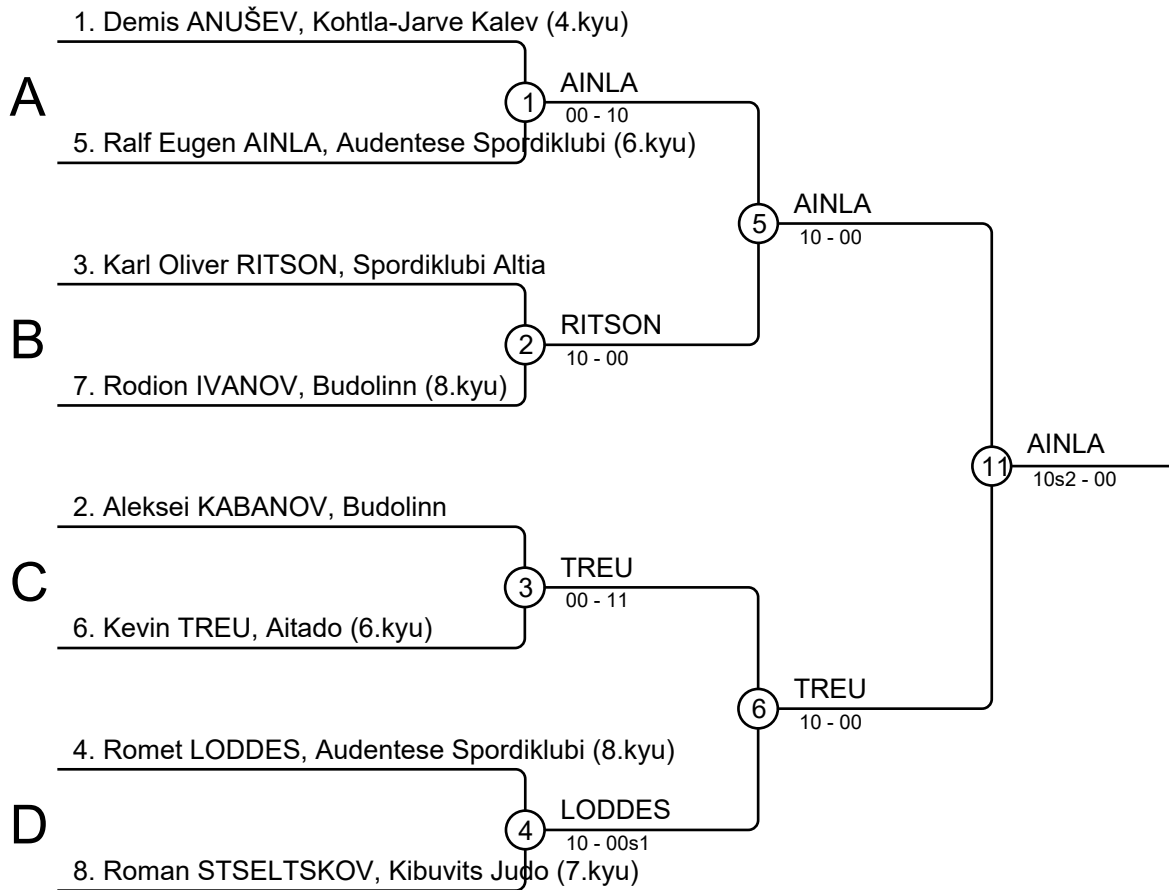 1. Demis ANUŠEV, Kohtla-Jarve Kalev (4.kyu)
A
1
AINLA
00 - 10
5. Ralf Eugen AINLA, Audentese Spordiklubi (6.kyu)
5
AINLA
10 - 00
3. Karl Oliver RITSON, Spordiklubi Altia
B
2
RITSON
10 - 00
7. Rodion IVANOV, Budolinn (8.kyu)
11
AINLA
10s2 - 00
2. Aleksei KABANOV, Budolinn
C
3
TREU
00 - 11
6. Kevin TREU, Aitado (6.kyu)
6
TREU
10 - 00
4. Romet LODDES, Audentese Spordiklubi (8.kyu)
D
4
LODDES
10 - 00s1
8. Roman STSELTSKOV, Kibuvits Judo (7.kyu)